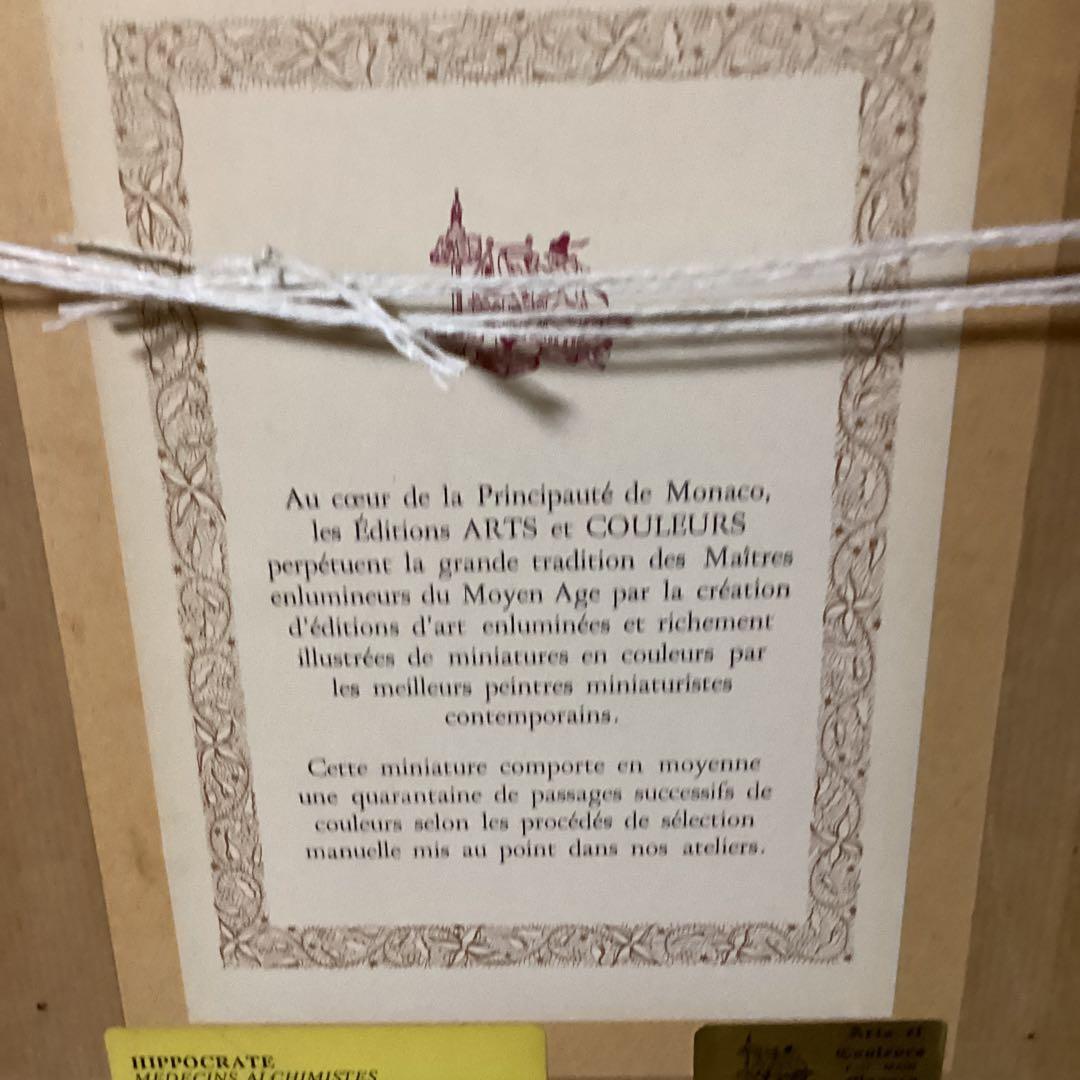 Au cœur de la Principauté de Monaco,
les Éditions ARTS et COULEURS
perpétuent la grande tradition des Maîtres
enlumineurs du Moyen Age par la création
d'éditions d'art enluminées et richement
illustrées de miniatures en couleurs par
les meilleurs peintres miniaturistes
contemporains.
Cette miniature comporte en moyenne
une quarantaine de passages successifs de
couleurs selon les procédés de sélection
manuelle mis au point dans nos ateliers.
HIPPOCRATE
MEDECINS ALCHIMISTES
Arts et
Couleurs